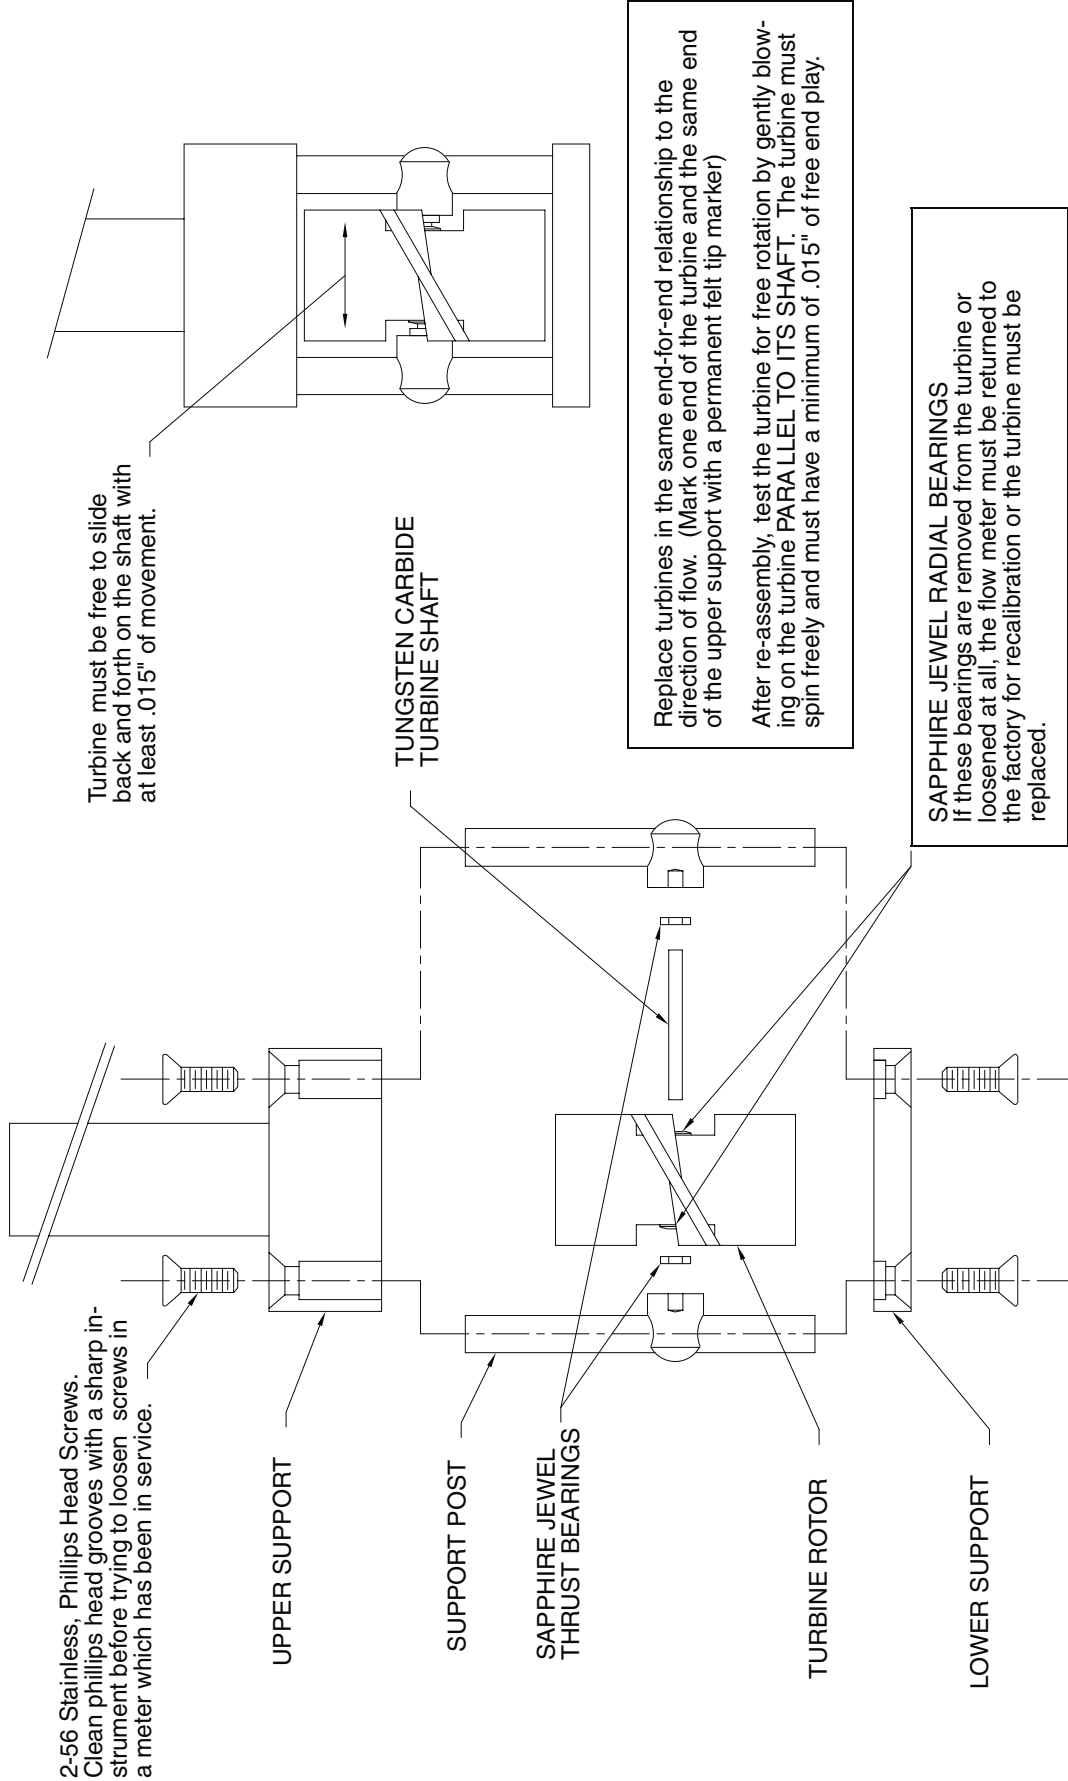 2-56 Stainless, Phillips Head Screws.
Clean phillips head grooves with a sharp in-
strument before trying to loosen screws in
a meter which has been in service.
UPPER SUPPORT
SUPPORT POST
SAPPHIRE JEWEL
THRUST BEARINGS
TURBINE ROTOR
LOWER SUPPORT
Turbine must be free to slide
back and forth on the shaft with
at least .015" of movement.
TUNGSTEN CARBIDE
TURBINE SHAFT
Replace turbines in the same end-for-end relationship to the
direction of flow. (Mark one end of the turbine and the same end
of the upper support with a permanent felt tip marker)
After re-assembly, test the turbine for free rotation by gently blow-
ing on the turbine PARALLEL TO ITS SHAFT. The turbine must
spin freely and must have a minimum of .015" of free end play.
SAPPHIRE JEWEL RADIAL BEARINGS
If these bearings are removed from the turbine or
loosened at all, the flow meter must be returned to
the factory for recalibration or the turbine must be
replaced.